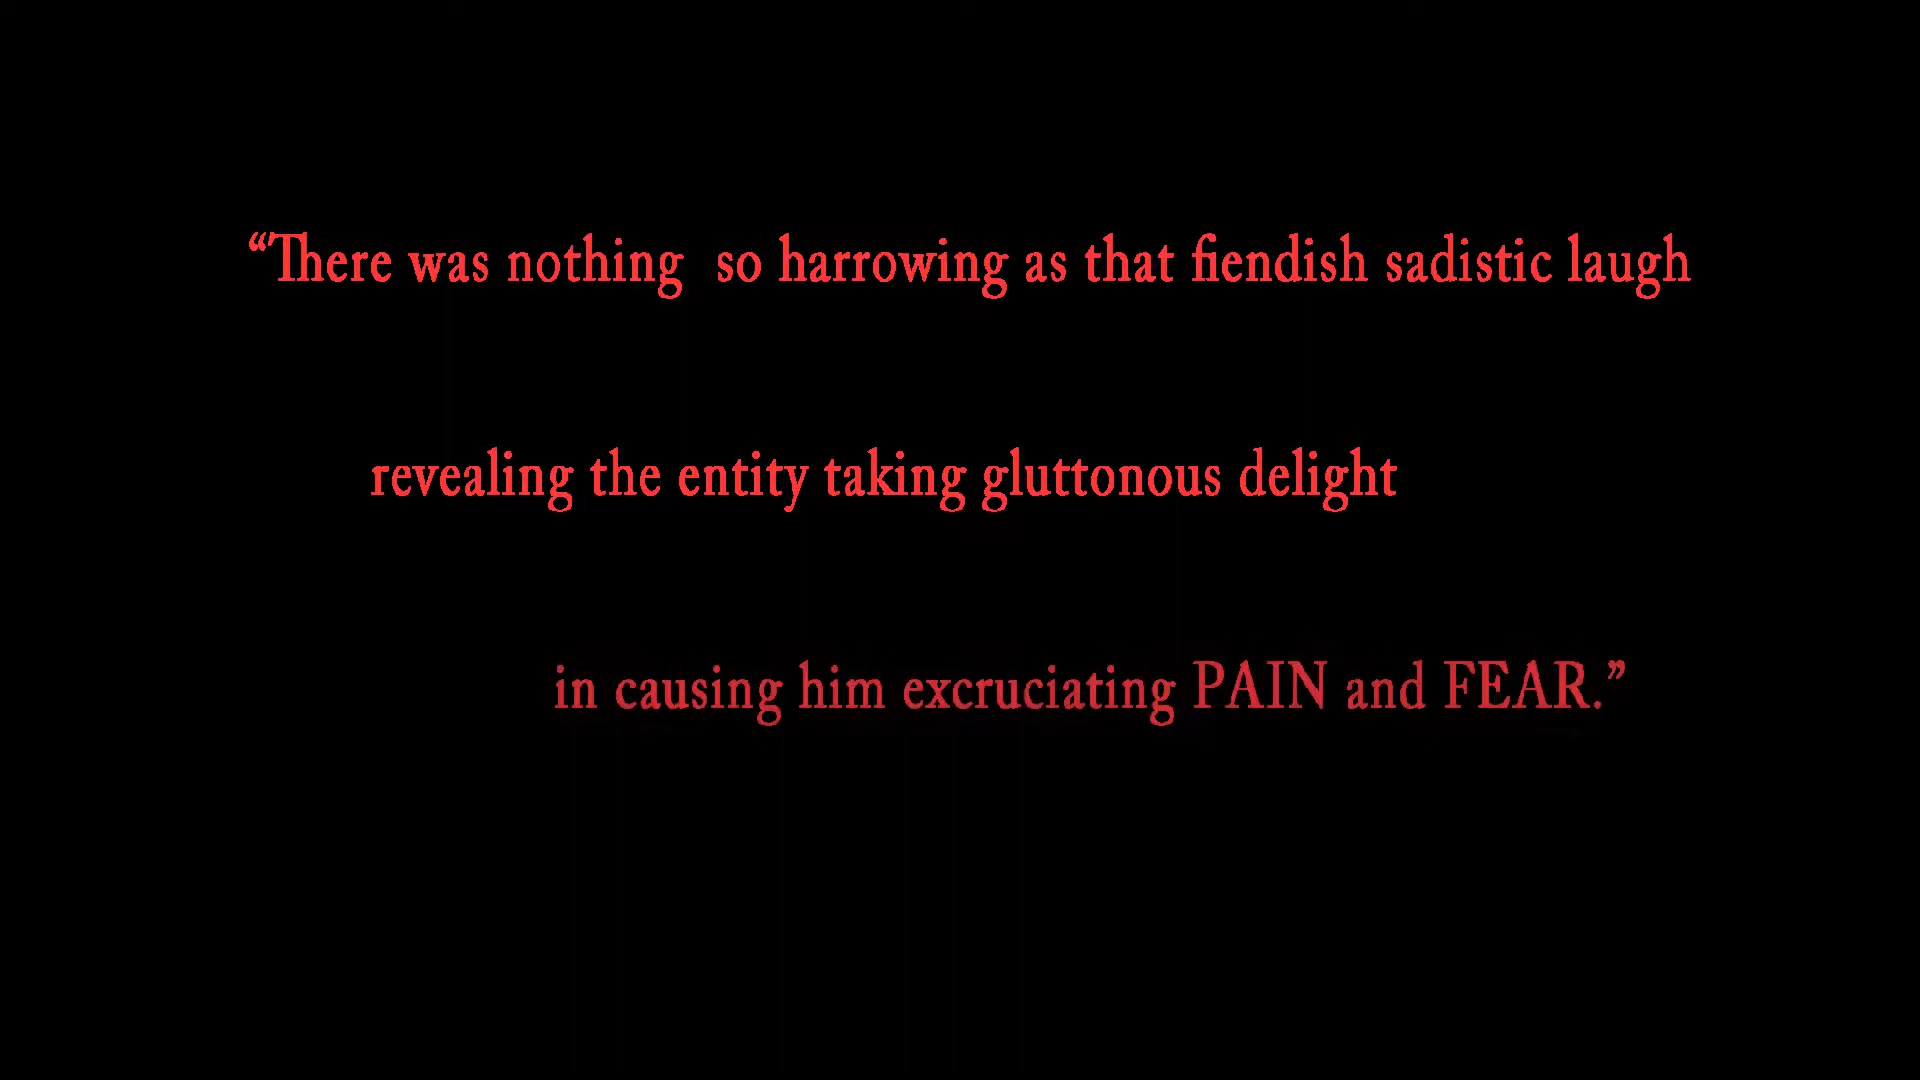 “There was nothing  so harrowing as that fiendish sadistic laugh
revealing the entity taking gluttonous delight
in causing him excruciating PAIN and FEAR.”